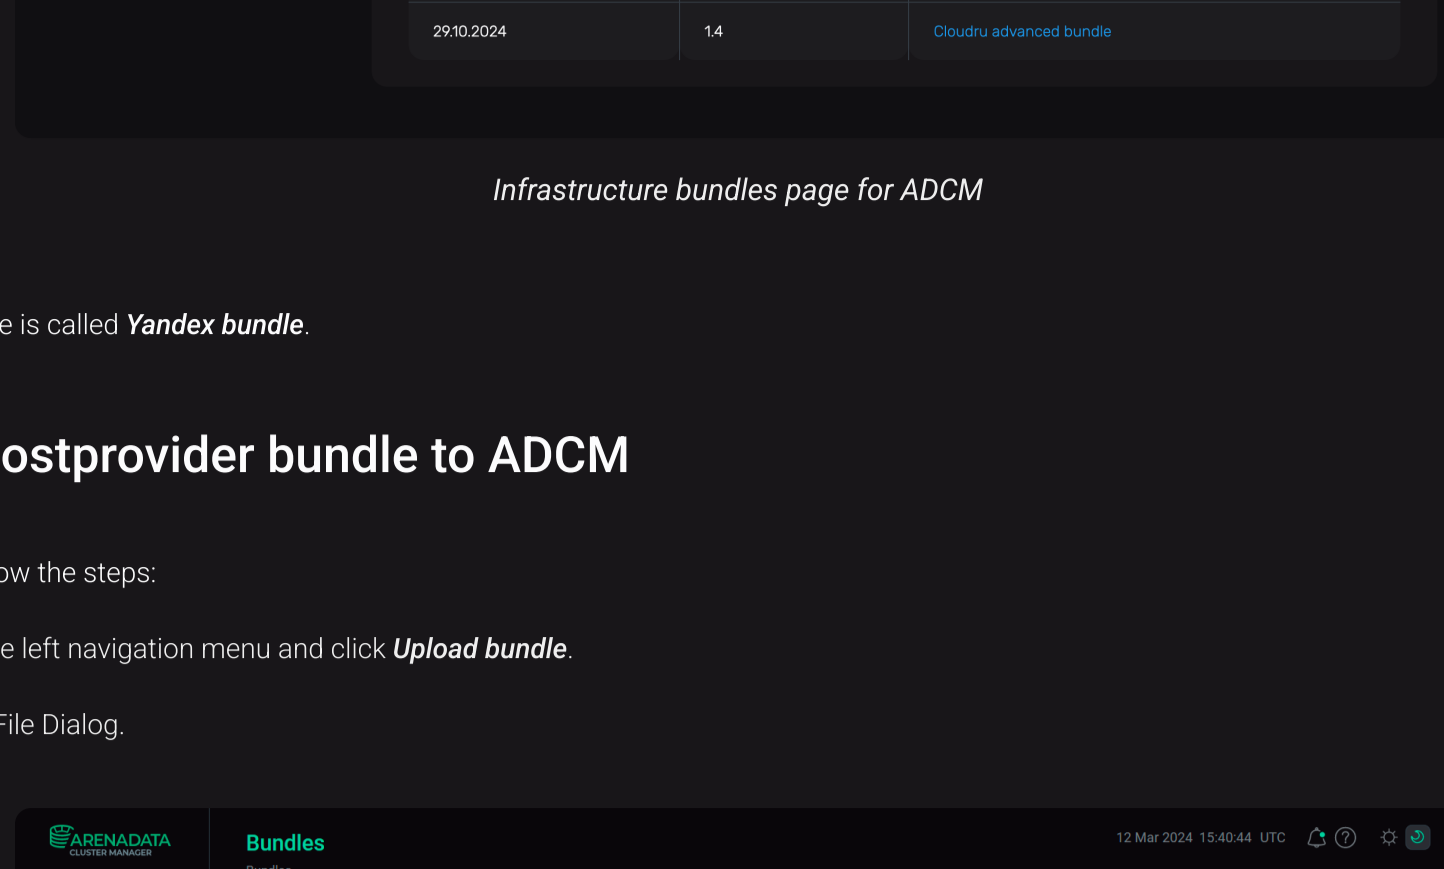 29.10.2024 1.4 Cloudru advanced bundle
Infrastructure bundles page for ADCM
e is called Yandex bundle.
ostprovider bundle to ADCM
ow the steps:
e left navigation menu and click Upload bundle.
File Dialog.
ARENADATA
CLUSTER MANAGER
Bundles
12 Mar 2024 15:40:44 UTC
Bundles